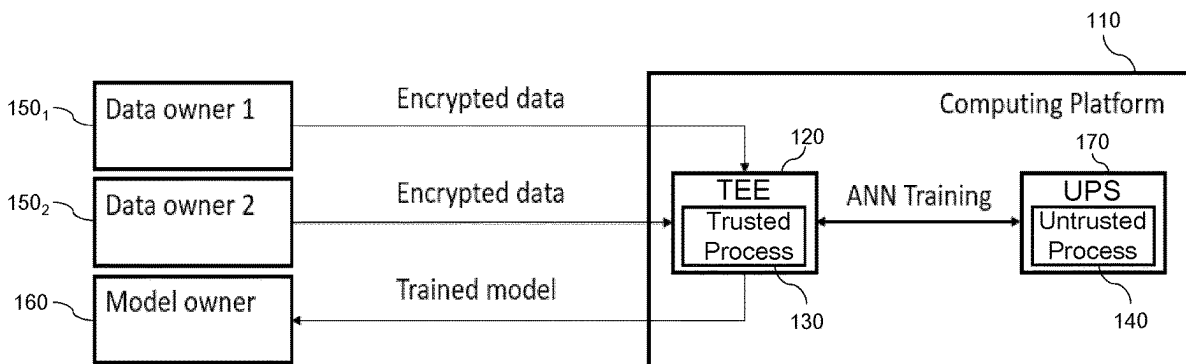 110
Computing Platform
150₁
Data owner 1
Encrypted data
120
170
TEE
Trusted
Process
ANN Training
UPS
Untrusted
Process
150₂
Data owner 2
Encrypted data
160
Model owner
Trained model
130
140